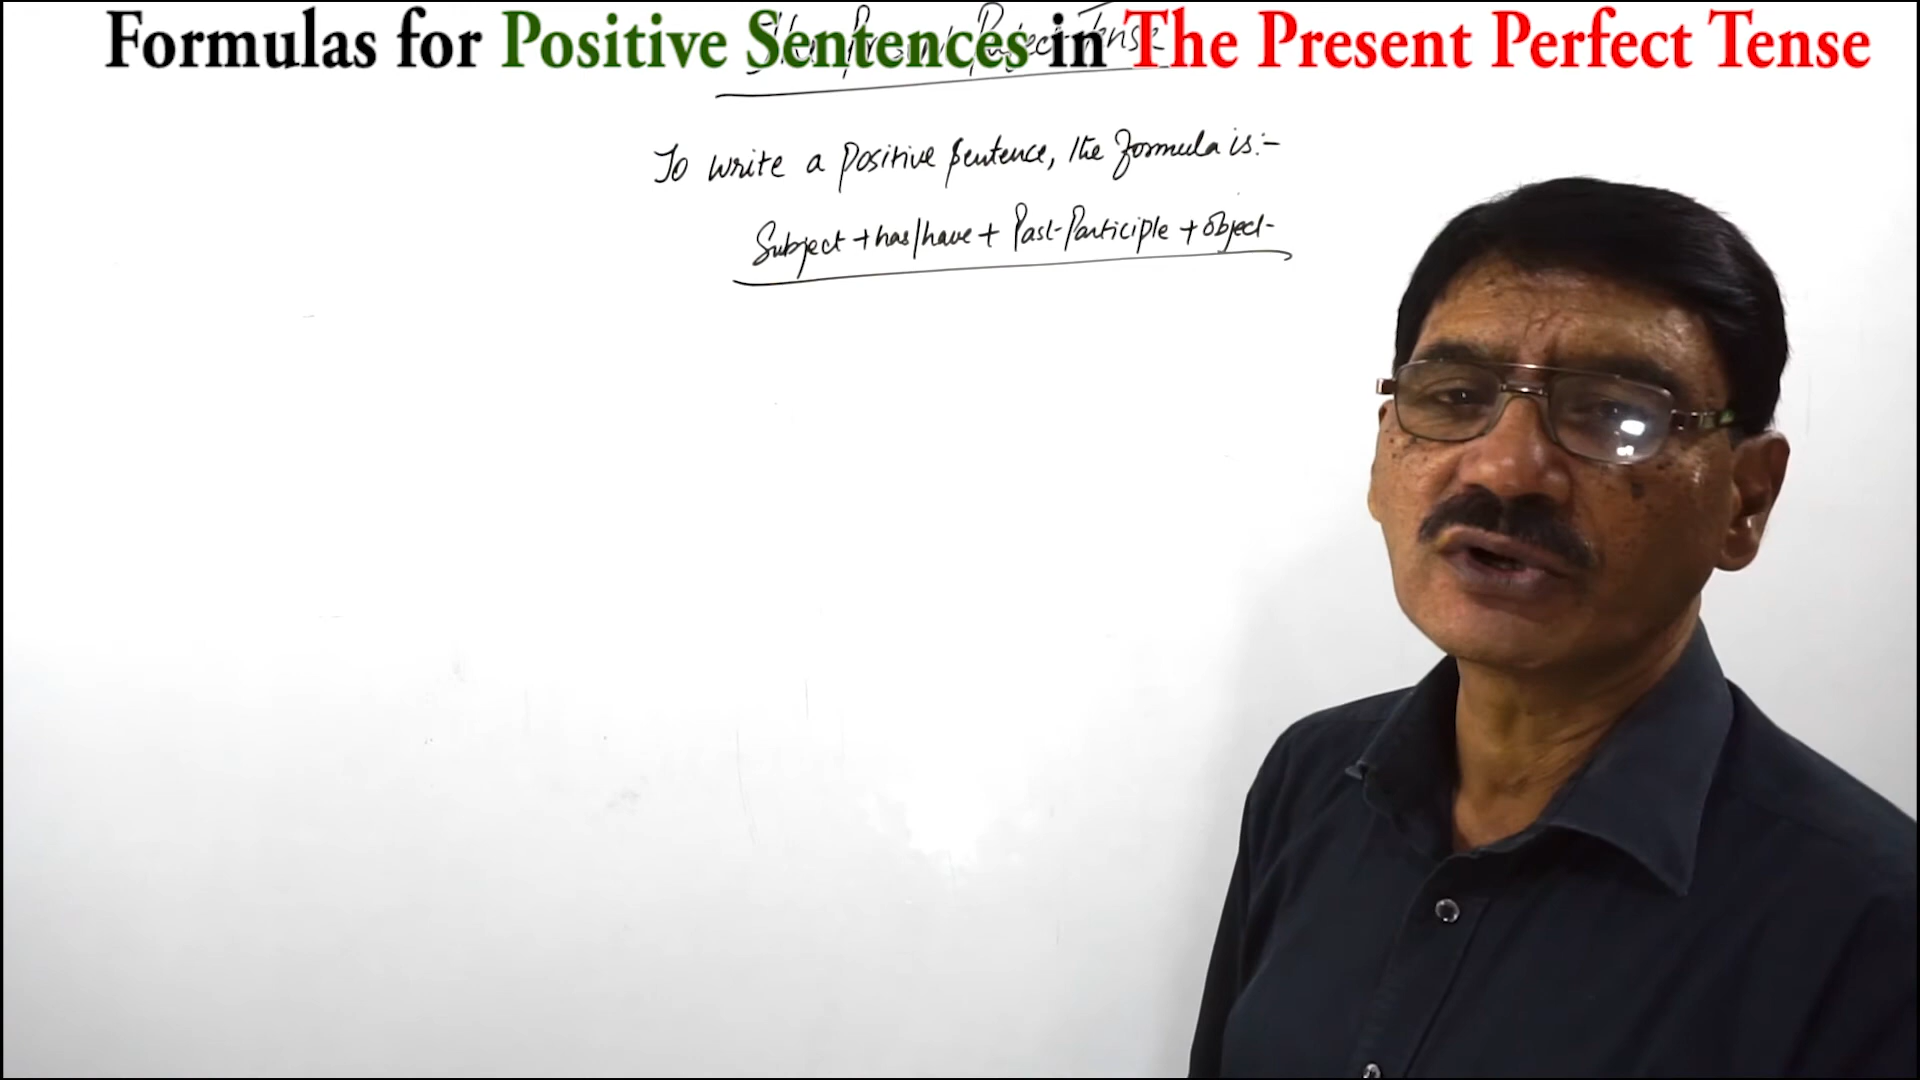 Formulas for Positive Sentences in The Present Perfect Tense
To write a positive sentence, the formula is:-
Subject + has/have + Past-Participle + object-